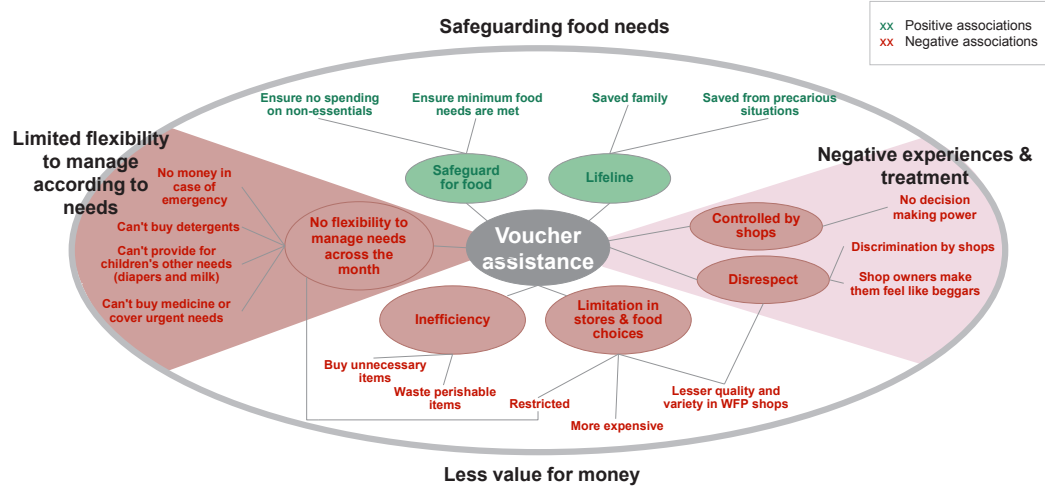 Safeguarding food needs
xx Positive associations
xx Negative associations
Ensure no spending
on non-essentials
Ensure minimum food
needs are met
Saved family
Saved from precarious
situations
Limited flexibility
to manage
according to
needs
Negative experiences &
treatment
Safeguard
for food
Lifeline
No money in
case of
emergency
Can't buy detergents
Can't provide for
children's other needs
(diapers and milk)
Can't buy medicine or
cover urgent needs
No flexibility to
manage needs
across the
month
Voucher
assistance
Controlled by
shops
No decision
making power
Disrespect
Discrimination by shops
Shop owners make
them feel like beggars
Inefficiency
Limitation in
stores & food
choices
Buy unnecessary
items
Waste perishable
items
Restricted
More expensive
Lesser quality and
variety in WFP shops
Less value for money